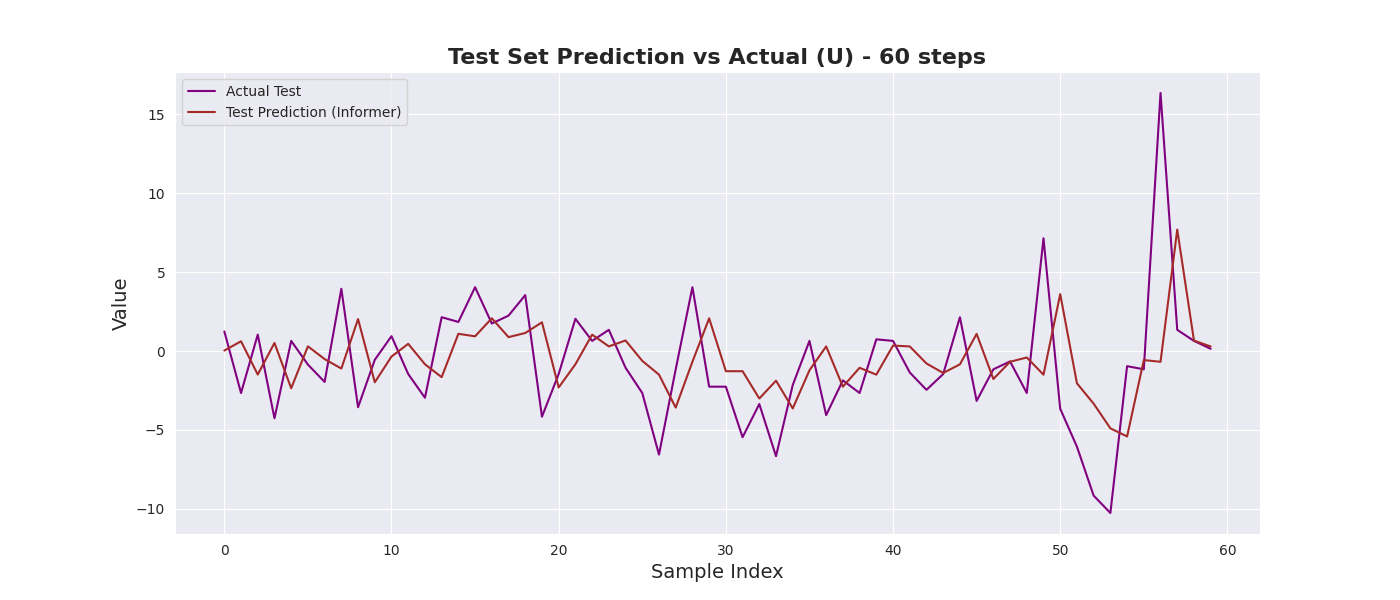 Test Set Prediction vs Actual (U) - 60 steps
Actual Test
Test Prediction (Informer)
Value
15
10
5
0
−5
−10
0 10 20 30 40 50 60
Sample Index